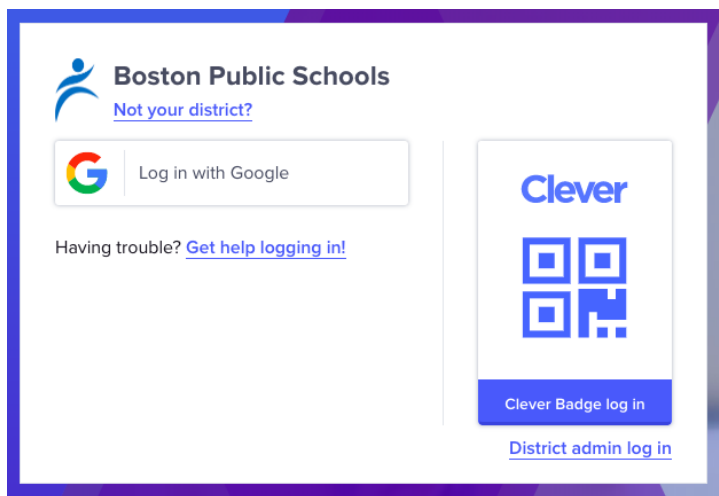 Boston Public Schools
Not your district?
Log in with Google
Having trouble? Get help logging in!
Clever
Clever Badge log in
District admin log in